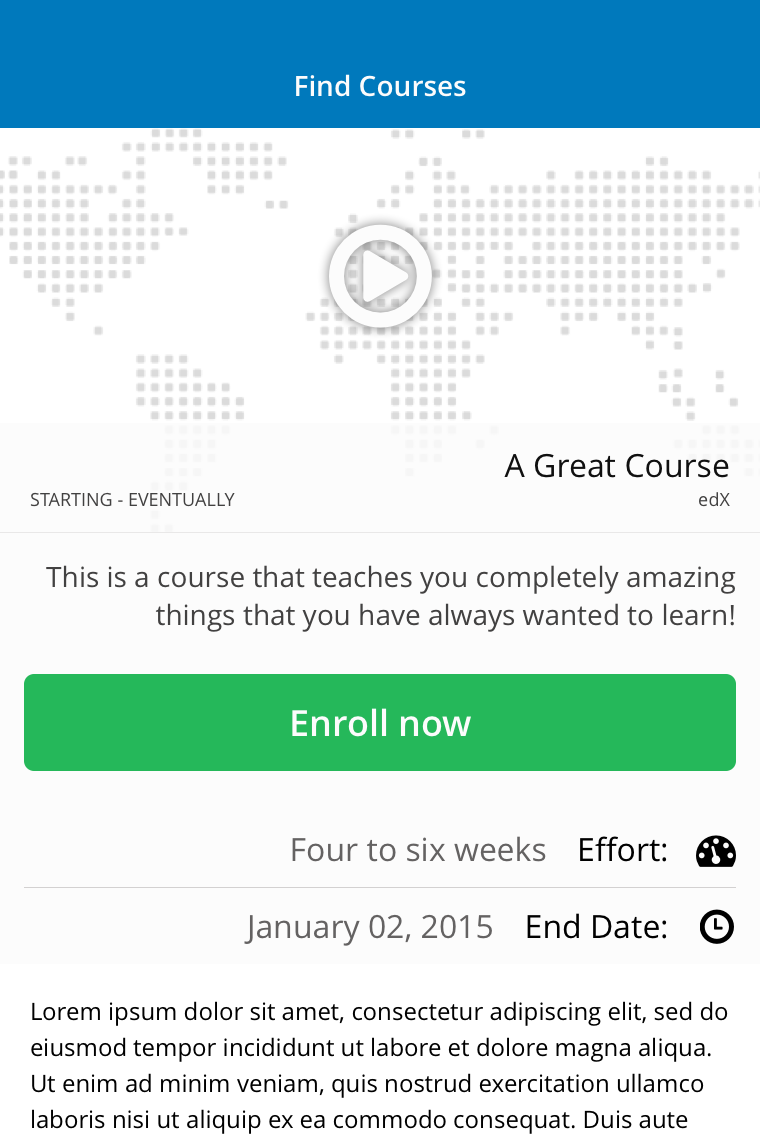 Find Courses
A Great Course
STARTING - EVENTUALLY
edX
This is a course that teaches you completely amazing
things that you have always wanted to learn!
Enroll now
Four to six weeks Effort:
January 02, 2015 End Date:
Lorem ipsum dolor sit amet, consectetur adipiscing elit, sed do
eiusmod tempor incididunt ut labore et dolore magna aliqua.
Ut enim ad minim veniam, quis nostrud exercitation ullamco
laboris nisi ut aliquip ex ea commodo consequat. Duis aute